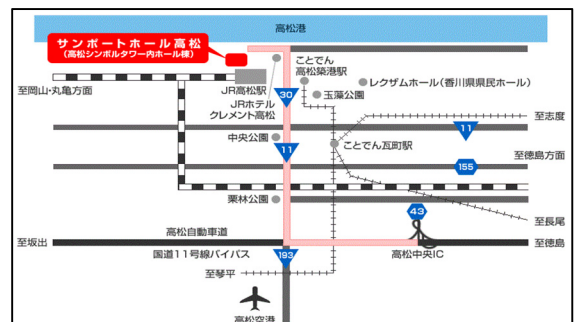 高松港
サンポートホール高松
(高松シンボルタワー内ホール棟)
ことでん
高松築港駅
レクザムホール(香川県県民ホール)
至岡山・丸亀方面
JR高松駅
玉藻公園
JRホテル
クレメント高松
30
至志度
中央公園
11
11
ことでん瓦町駅
至徳島方面
155
栗林公園
43
至長尾
高松自動車道
至坂出
至徳島
国道11号線バイパス
193
高松中央IC
至琴平
高松空港